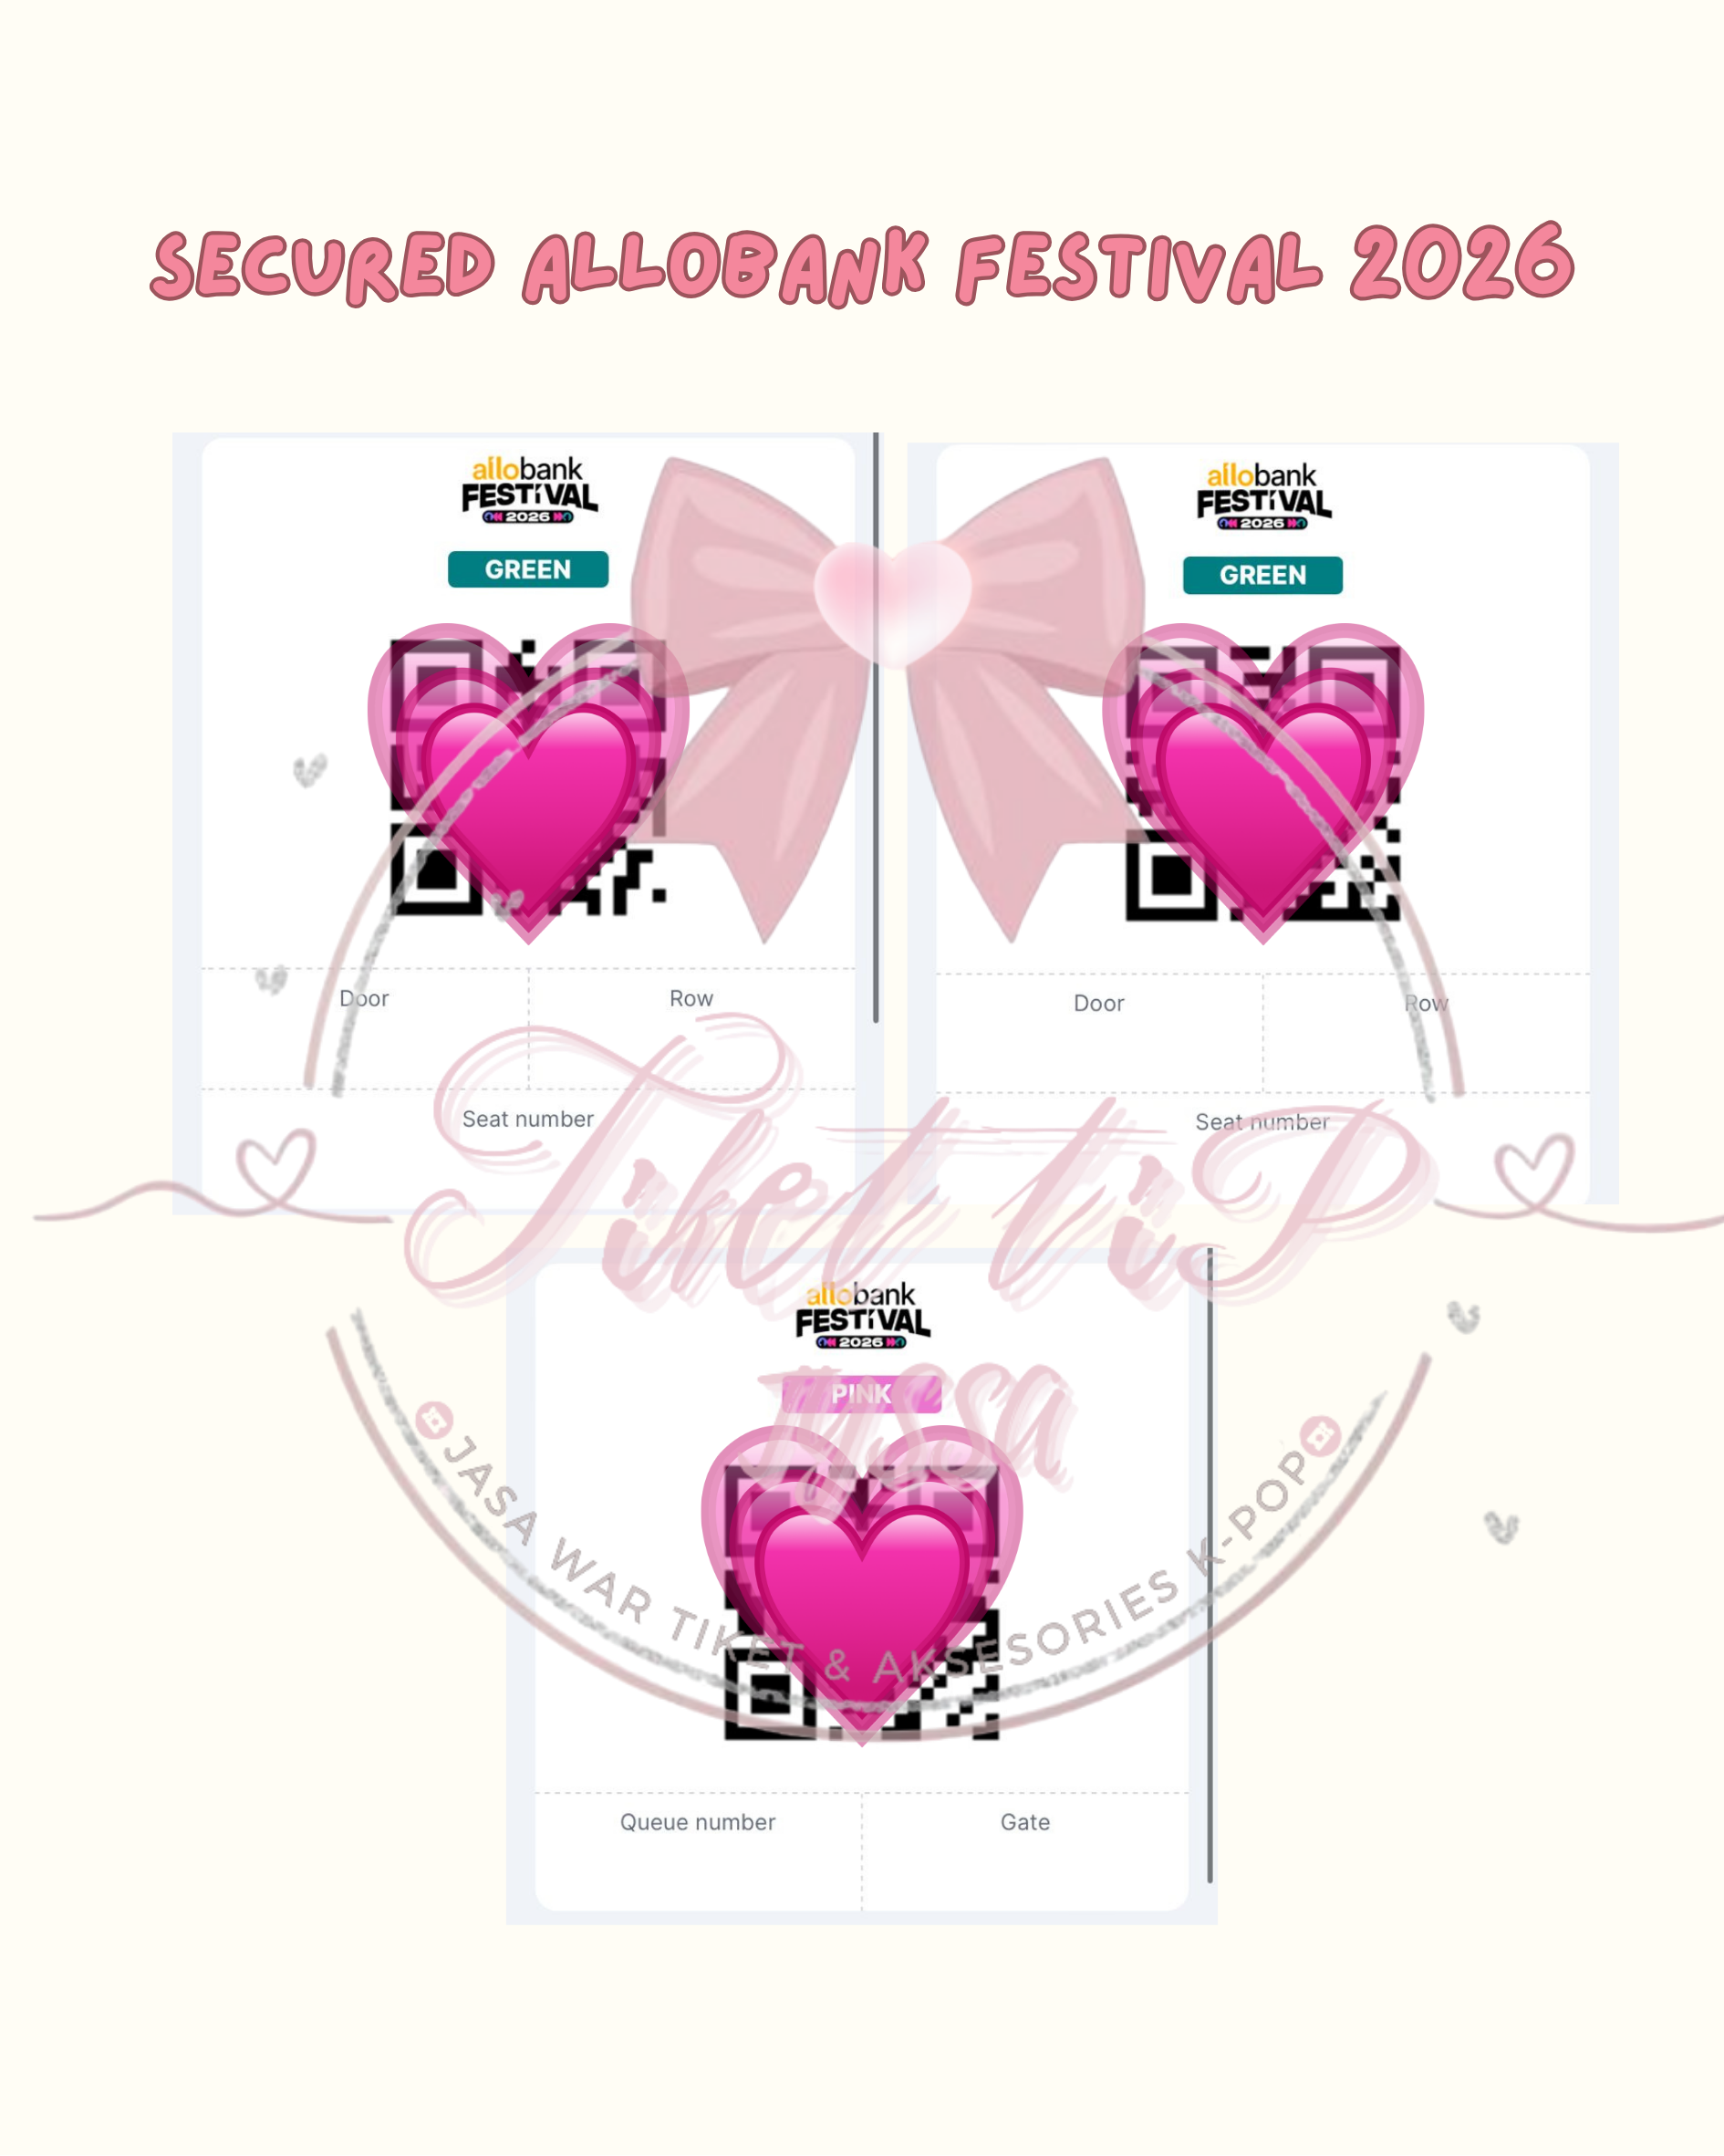 SECURED ALLOBANK FESTIVAL 2026
allobank
FESTiVAL
2026
GREEN
Door
Row
Seat number
allobank
FESTiVAL
2026
GREEN
Door
Row
Seat number
Tiket triP
allobank
FESTiVAL
2026
PINK
JASA WAR TIKET & AKSESORIES K-POP
Queue number
Gate